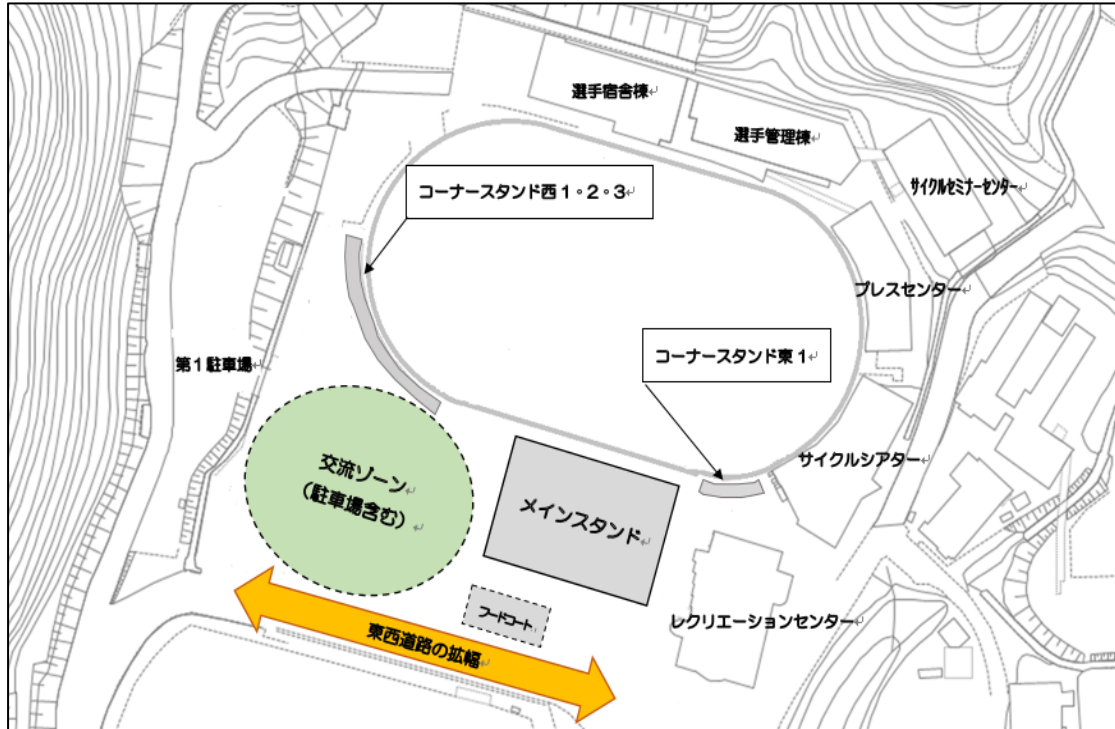 選手宿舎棟
選手管理棟
サイクルセミナーセンター
コーナースタンド西1・2・3
プレスセンター
コーナースタンド東1
第1駐車場
サイクルシアター
交流ゾーン
(駐車場含む)
メインスタンド
フードコート
レクリエーションセンター
東西道路の拡幅